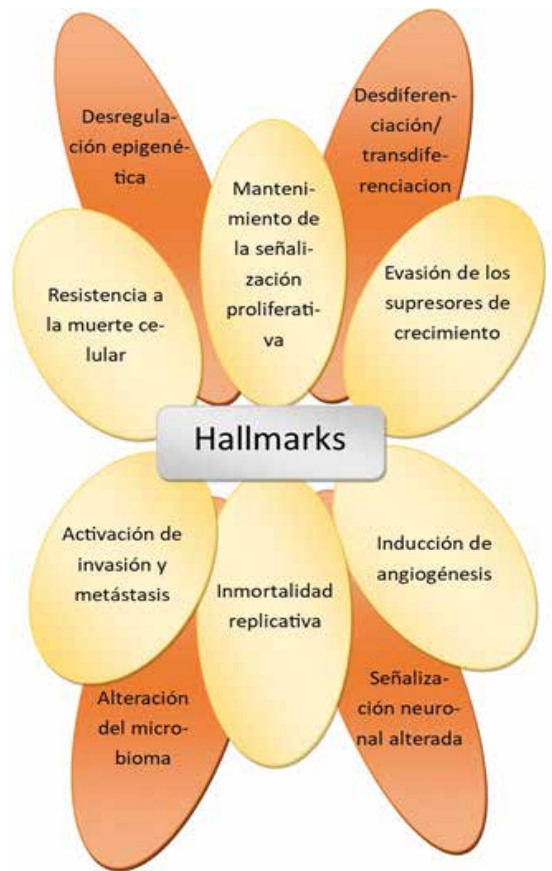 Desregula-
ción epigené-
tica
Desdiferen-
ciación/
transdife-
renciacion
Manteni-
miento de
la señali-
zación
proliferati-
va
Resistencia a
la muerte ce-
lular
Evasión de los
supresores de
crecimiento
Hallmarks
Activación de
invasión y
metástasis
Inmortalidad
replicativa
Inducción de
angiogénesis
Alteración
del micro-
bioma
Señaliza-
ción neuro-
nal alterada